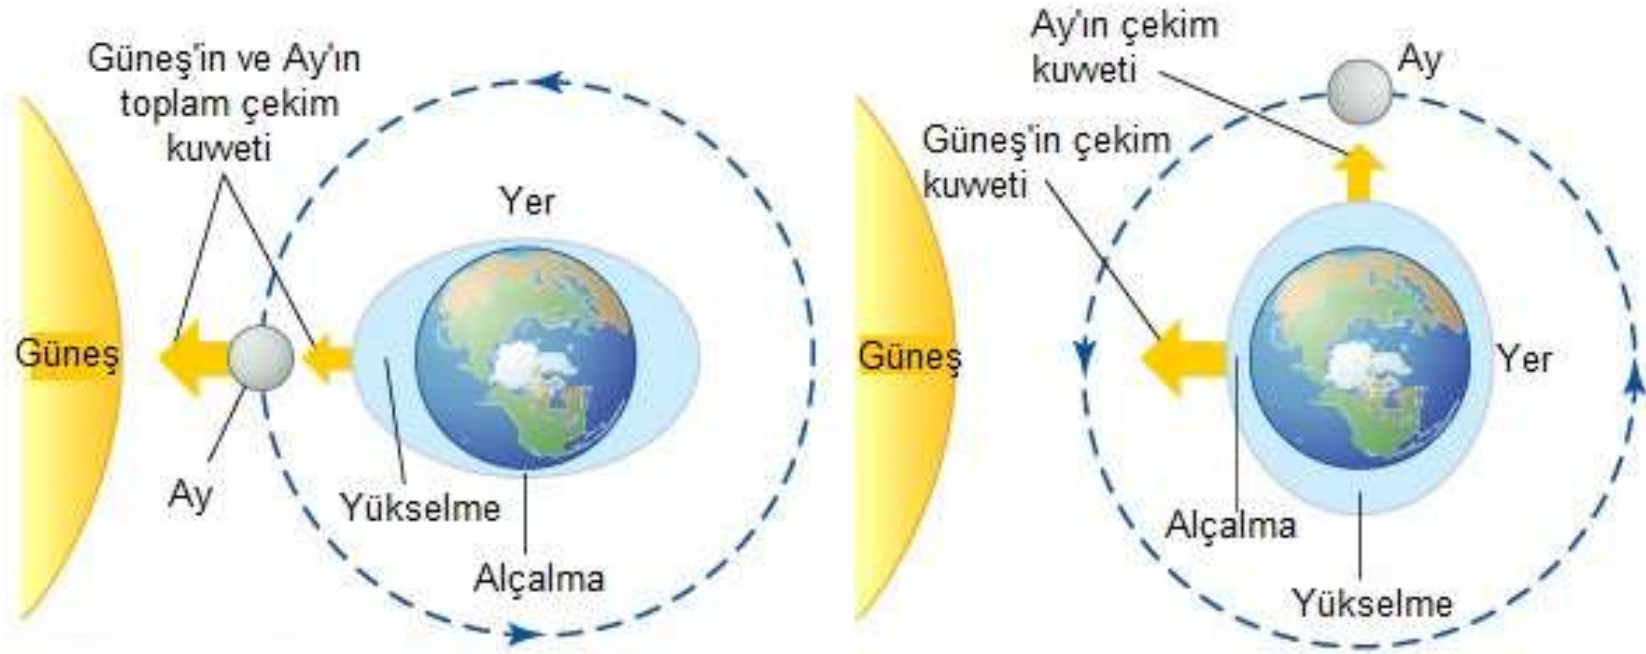 Güneş'in ve Ay'ın
toplam çekim
kuvveti
Yer
Güneş
Ay
Yükselme
Alçalma
Ay'ın çekim
kuvveti
Ay
Güneş'in çekim
kuvveti
Güneş
Yer
Alçalma
Yükselme